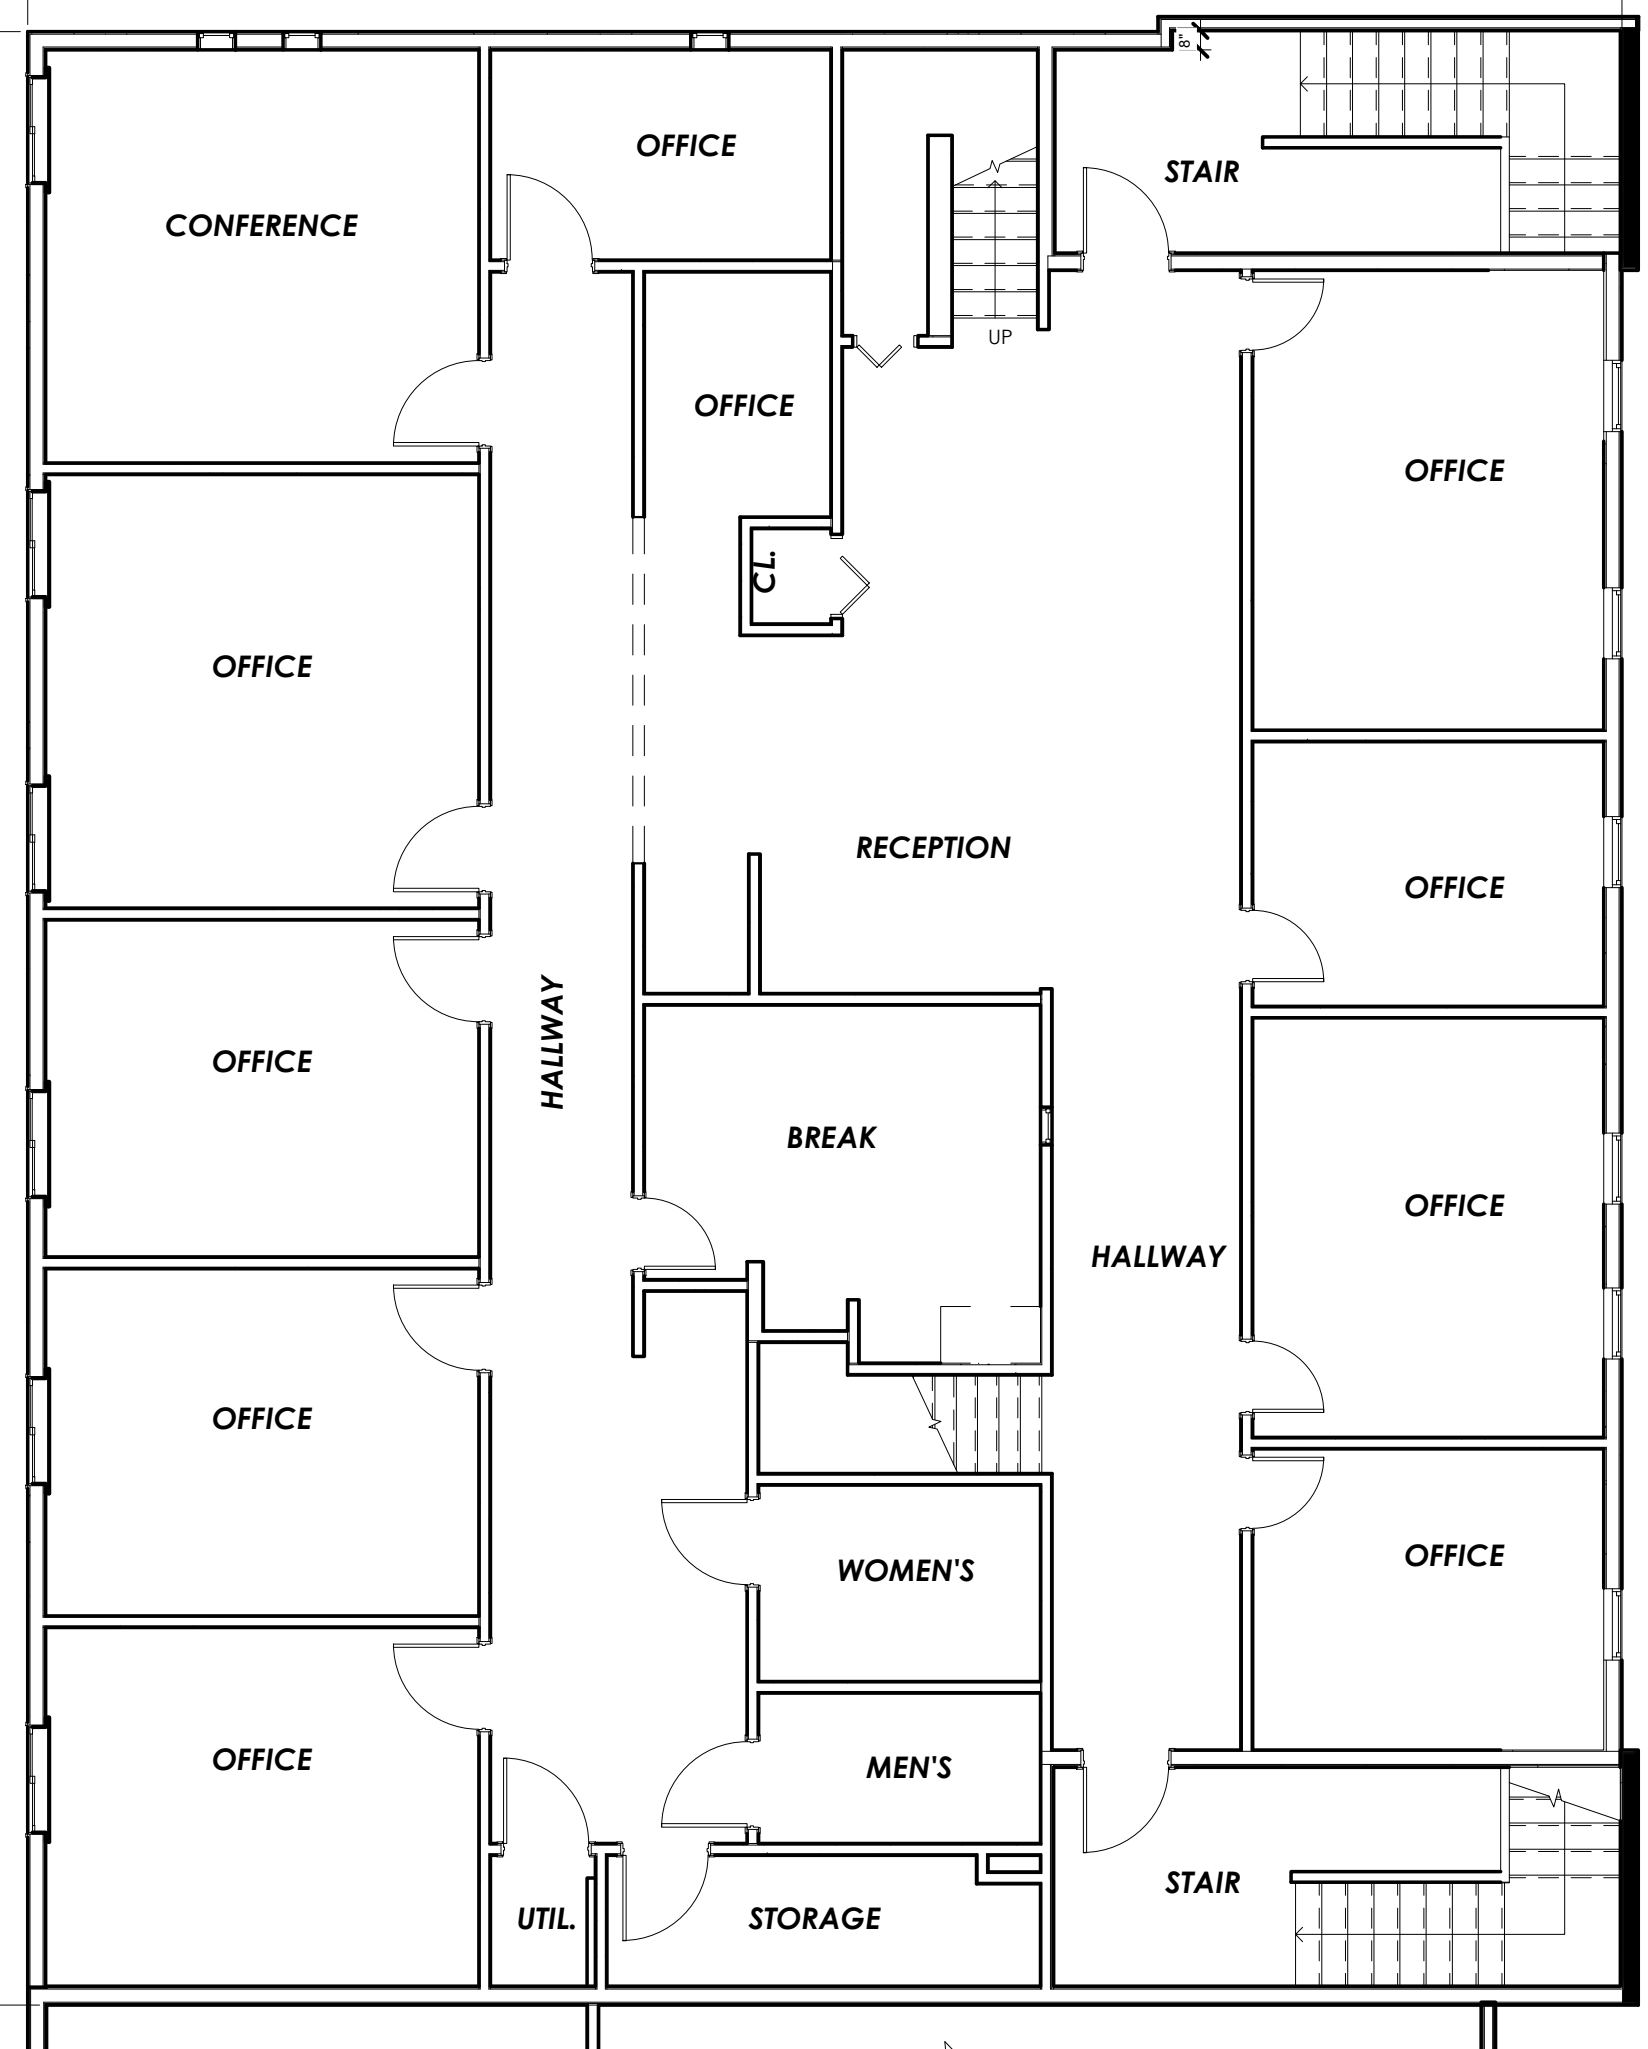 8"
OFFICE
STAIR
CONFERENCE
UP
OFFICE
OFFICE
CL.
OFFICE
RECEPTION
OFFICE
HALLWAY
OFFICE
BREAK
OFFICE
HALLWAY
OFFICE
OFFICE
WOMEN'S
OFFICE
MEN'S
STAIR
UTIL.
STORAGE